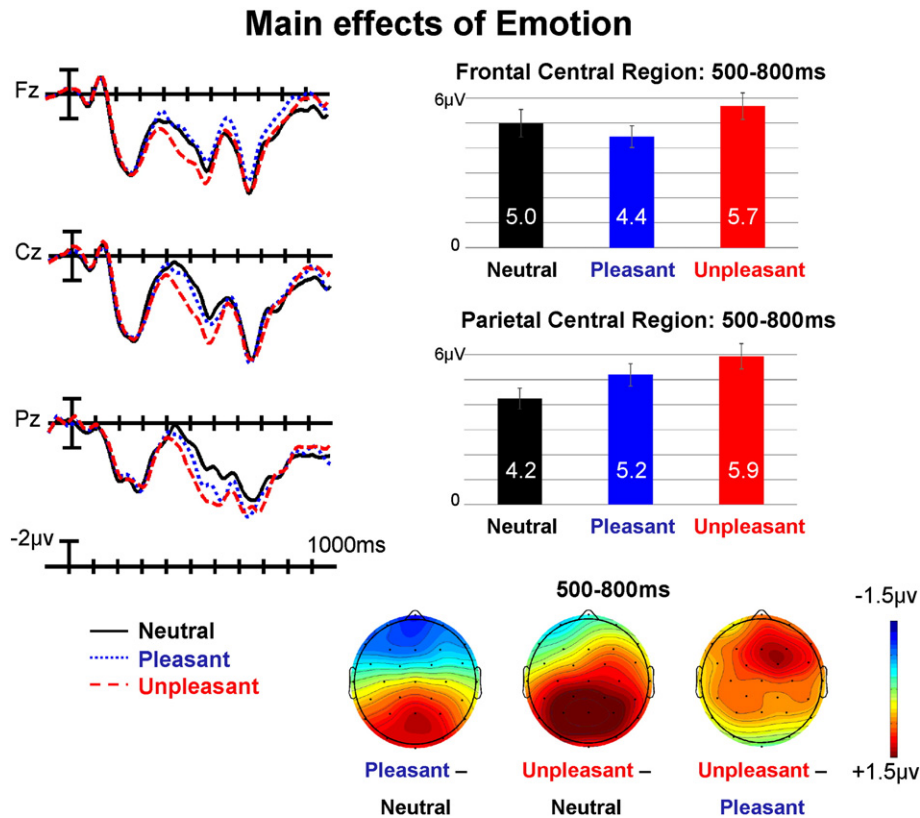 Main effects of Emotion
Fz
Cz
Pz
-2μv
1000ms
Neutral
Pleasant
Unpleasant
Frontal Central Region: 500-800ms
6μV
5.0
4.4
5.7
0
Neutral
Pleasant
Unpleasant
Parietal Central Region: 500-800ms
6μV
4.2
5.2
5.9
0
Neutral
Pleasant
Unpleasant
500-800ms
-1.5μv
+1.5μv
Pleasant –
Neutral
Unpleasant –
Neutral
Unpleasant –
Pleasant